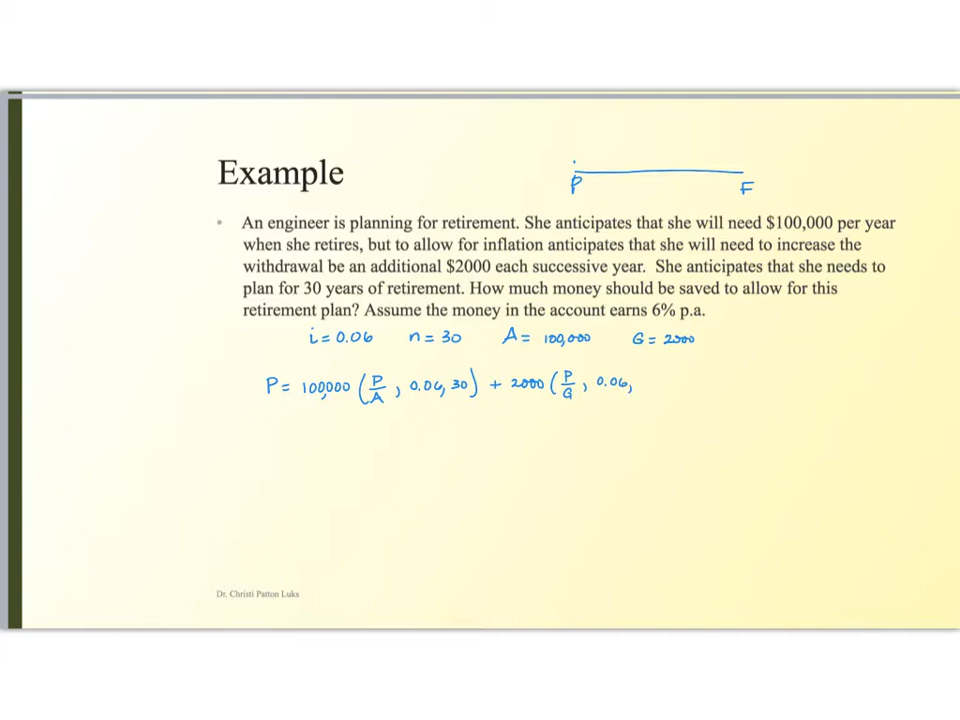 Example
P F
• An engineer is planning for retirement. She anticipates that she will need $100,000 per year
when she retires, but to allow for inflation anticipates that she will need to increase the
withdrawal be an additional $2000 each successive year. She anticipates that she needs to
plan for 30 years of retirement. How much money should be saved to allow for this
retirement plan? Assume the money in the account earns 6% p.a.
i = 0.06 n = 30 A = 100,000 G = 2000
P = 100,000 (P/A, 0.06, 30) + 2000 (P/G, 0.06,
Dr. Christi Patton Luks